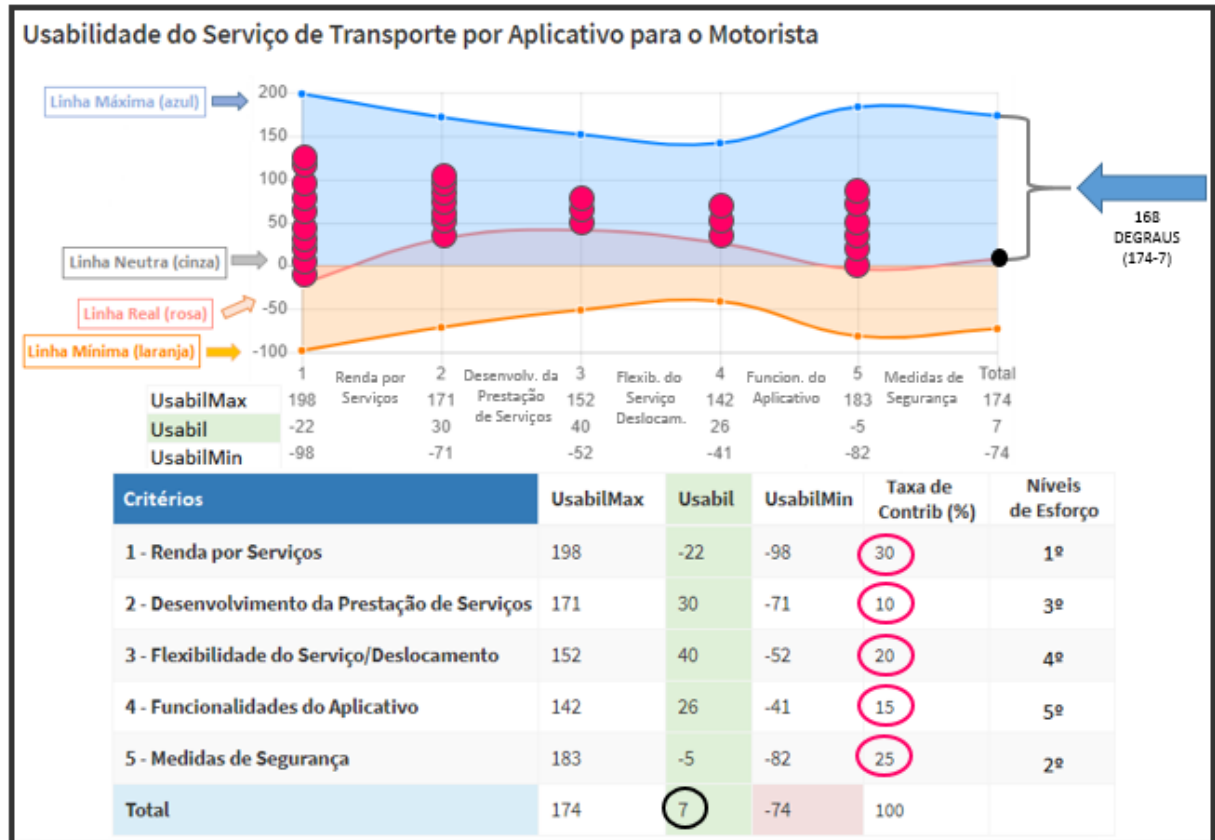 Usabilidade do Serviço de Transporte por Aplicativo para o Motorista
Linha Máxima (azul)
200
150
100
50
0
-50
-100
Linha Neutra (cinza)
Linha Real (rosa)
Linha Mínima (laranja)
168
DEGRAUS
(174-7)
1 Renda por Serviços 2 Desenvolv. da Prestação de Serviços 3 Flexib. do Serviço Deslocam. 4 Funcion. do Aplicativo 5 Medidas de Segurança Total
UsabilMax 198 171 152 142 183 174
Usabil -22 30 40 26 -5 7
UsabilMin -98 -71 -52 -41 -82 -74
Critérios UsabilMax Usabil UsabilMin Taxa de Contrib (%) Níveis de Esforço
1 - Renda por Serviços 198 -22 -98 30 1º
2 - Desenvolvimento da Prestação de Serviços 171 30 -71 10 3º
3 - Flexibilidade do Serviço/Deslocamento 152 40 -52 20 4º
4 - Funcionalidades do Aplicativo 142 26 -41 15 5º
5 - Medidas de Segurança 183 -5 -82 25 2º
Total 174 7 -74 100